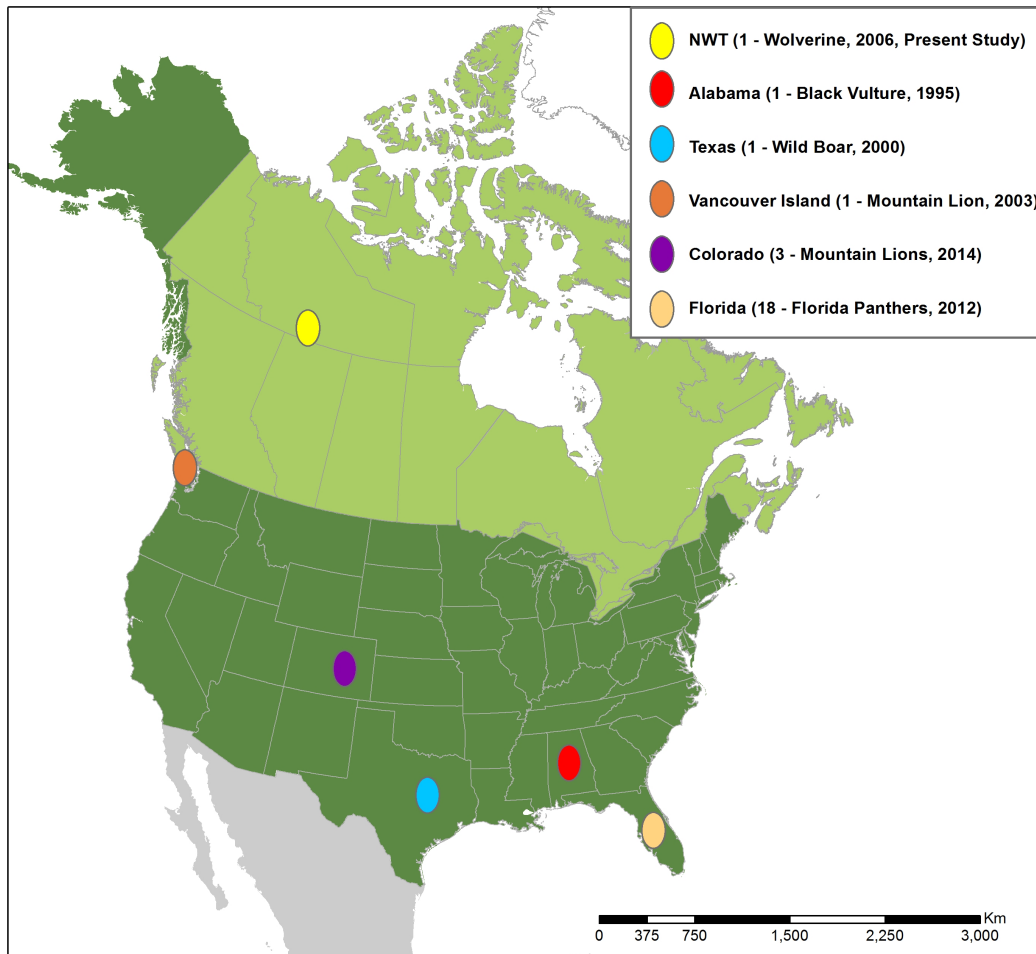 NWT (1 - Wolverine, 2006, Present Study)
Alabama (1 - Black Vulture, 1995)
Texas (1 - Wild Boar, 2000)
Vancouver Island (1 - Mountain Lion, 2003)
Colorado (3 - Mountain Lions, 2014)
Florida (18 - Florida Panthers, 2012)
Km
0 375 750 1,500 2,250 3,000